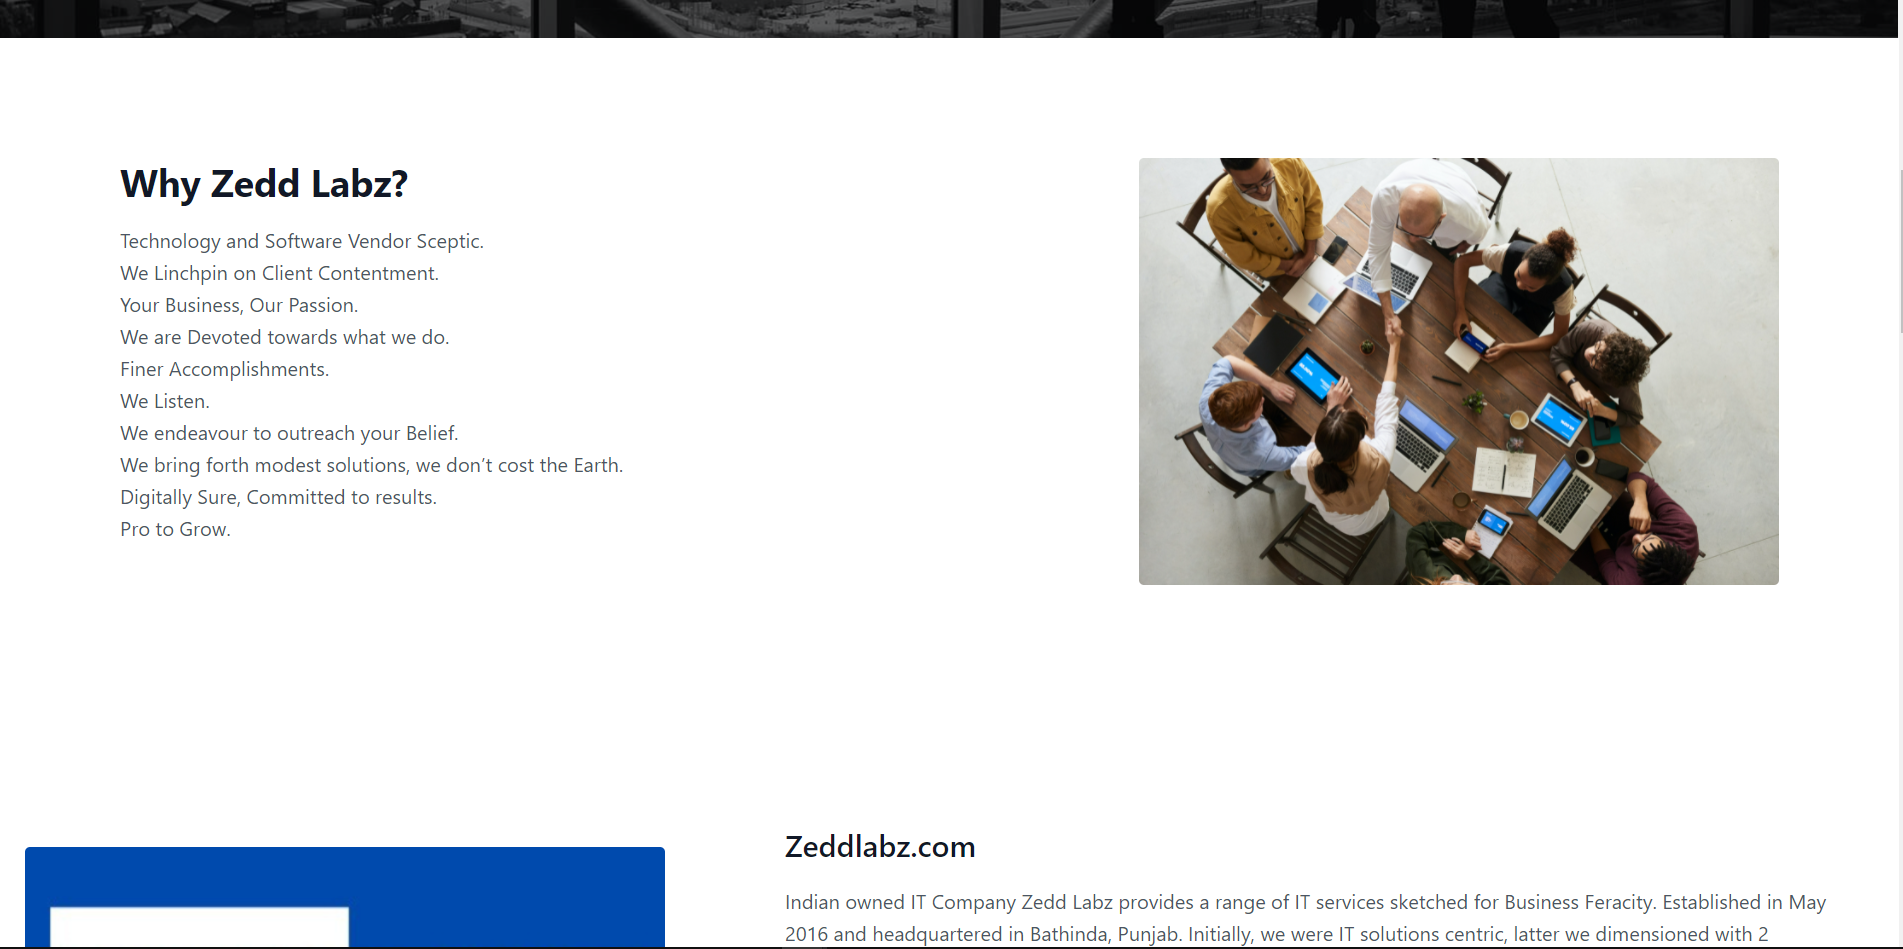 Why Zedd Labz?
Technology and Software Vendor Sceptic.
We Linchpin on Client Contentment.
Your Business, Our Passion.
We are Devoted towards what we do.
Finer Accomplishments.
We Listen.
We endeavour to outreach your Belief.
We bring forth modest solutions, we don’t cost the Earth.
Digitally Sure, Committed to results.
Pro to Grow.
Zeddlabz.com
Indian owned IT Company Zedd Labz provides a range of IT services sketched for Business Feracity. Established in May
2016 and headquartered in Bathinda, Punjab. Initially, we were IT solutions centric, latter we dimensioned with 2